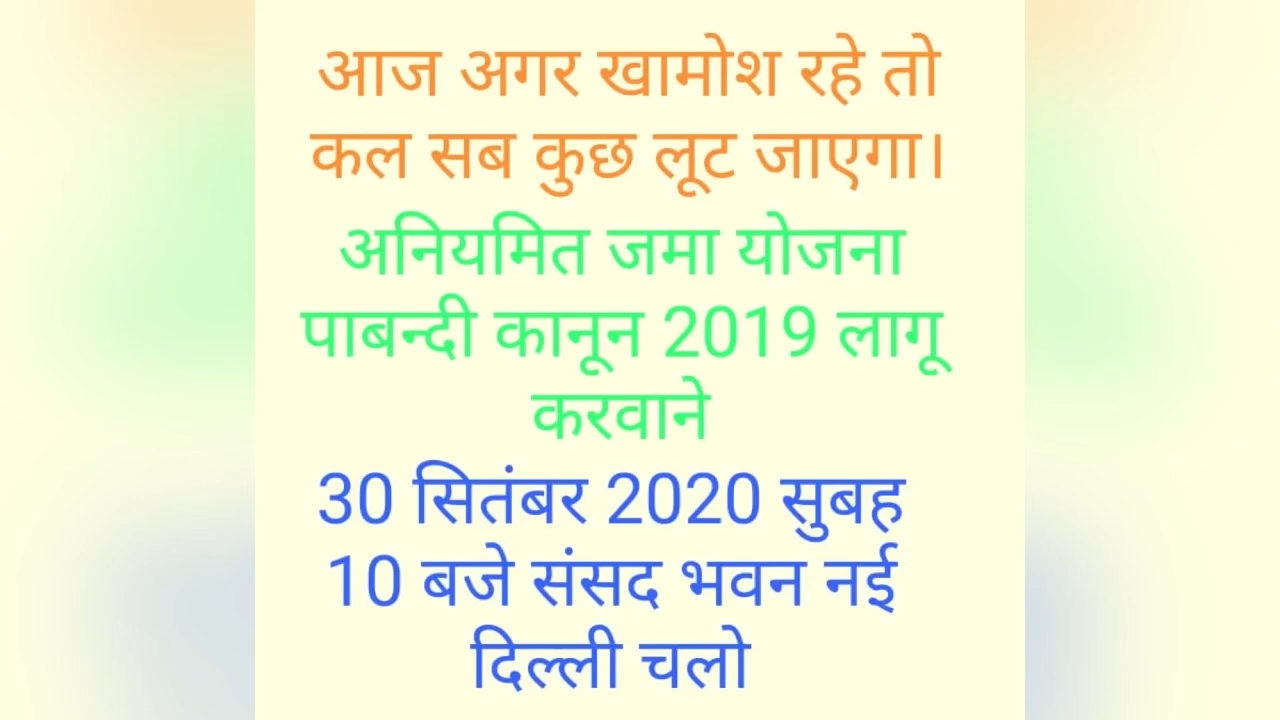 आज अगर खामोश रहे तो
कल सब कुछ लूट जाएगा।
अनियमित जमा योजना
पाबन्दी कानून 2019 लागू
करवाने
30 सितंबर 2020 सुबह
10 बजे संसद भवन नई
दिल्ली चलो